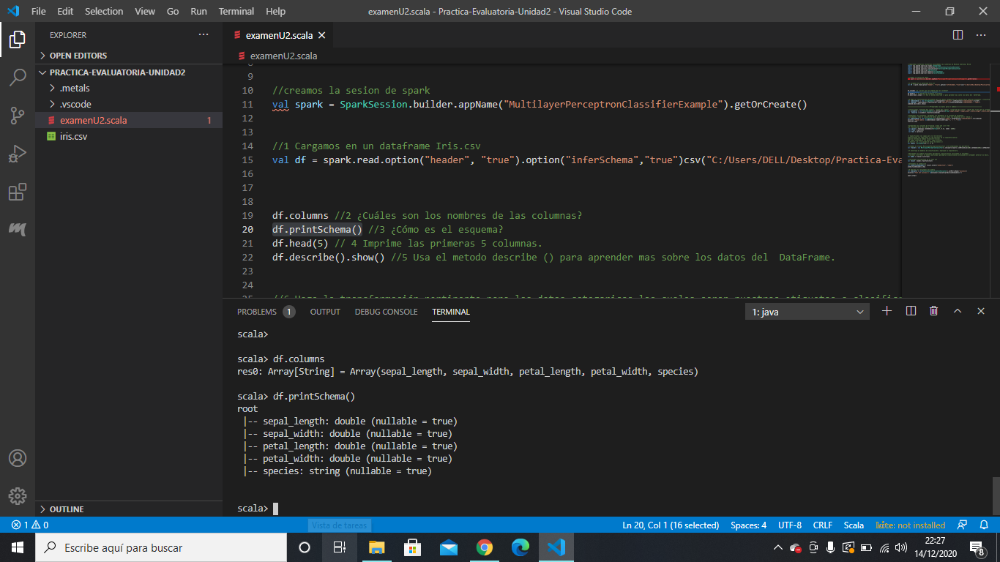 File Edit Selection View Go Run Terminal Help
examenU2.scala - Practica-Evaluatoria-Unidad2 - Visual Studio Code
EXPLORER
OPEN EDITORS
PRACTICA-EVALUATORIA-UNIDAD2
.metals
.vscode
examenU2.scala 1
iris.csv
OUTLINE
examenU2.scala
examenU2.scala
9
10 //creamos la sesion de spark
11 val spark = SparkSession.builder.appName("MultilayerPerceptronClassifierExample").getOrCreate()
12
13
14 //1 Cargamos en un dataframe Iris.csv
15 val df = spark.read.option("header", "true").option("inferSchema","true")csv("C:/Users/DELL/Desktop/Practica-Eva
16
17
18
19 df.columns //2 ¿Cuáles son los nombres de las columnas?
20 df.printSchema() //3 ¿Cómo es el esquema?
21 df.head(5) // 4 Imprime las primeras 5 columnas.
22 df.describe().show() //5 Usa el metodo describe () para aprender mas sobre los datos del  DataFrame.
23
24
PROBLEMS 1 OUTPUT DEBUG CONSOLE TERMINAL
1: java
scala>
scala> df.columns
res0: Array[String] = Array(sepal_length, sepal_width, petal_length, petal_width, species)
scala> df.printSchema()
root
|-- sepal_length: double (nullable = true)
|-- sepal_width: double (nullable = true)
|-- petal_length: double (nullable = true)
|-- petal_width: double (nullable = true)
|-- species: string (nullable = true)
scala>
1 0
Vista de tareas
Ln 20, Col 1 (16 selected) Spaces: 4 UTF-8 CRLF Scala kite: not installed
Escribe aquí para buscar
22:27
14/12/2020
8